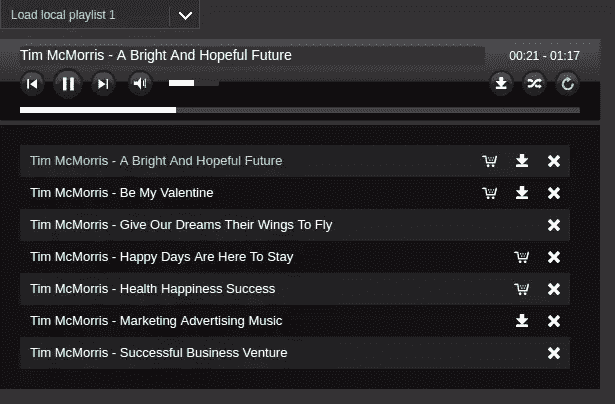 Load local playlist 1
Tim McMorris - A Bright And Hopeful Future 00:21 - 01:17
Tim McMorris - A Bright And Hopeful Future
Tim McMorris - Be My Valentine
Tim McMorris - Give Our Dreams Their Wings To Fly
Tim McMorris - Happy Days Are Here To Stay
Tim McMorris - Health Happiness Success
Tim McMorris - Marketing Advertising Music
Tim McMorris - Successful Business Venture